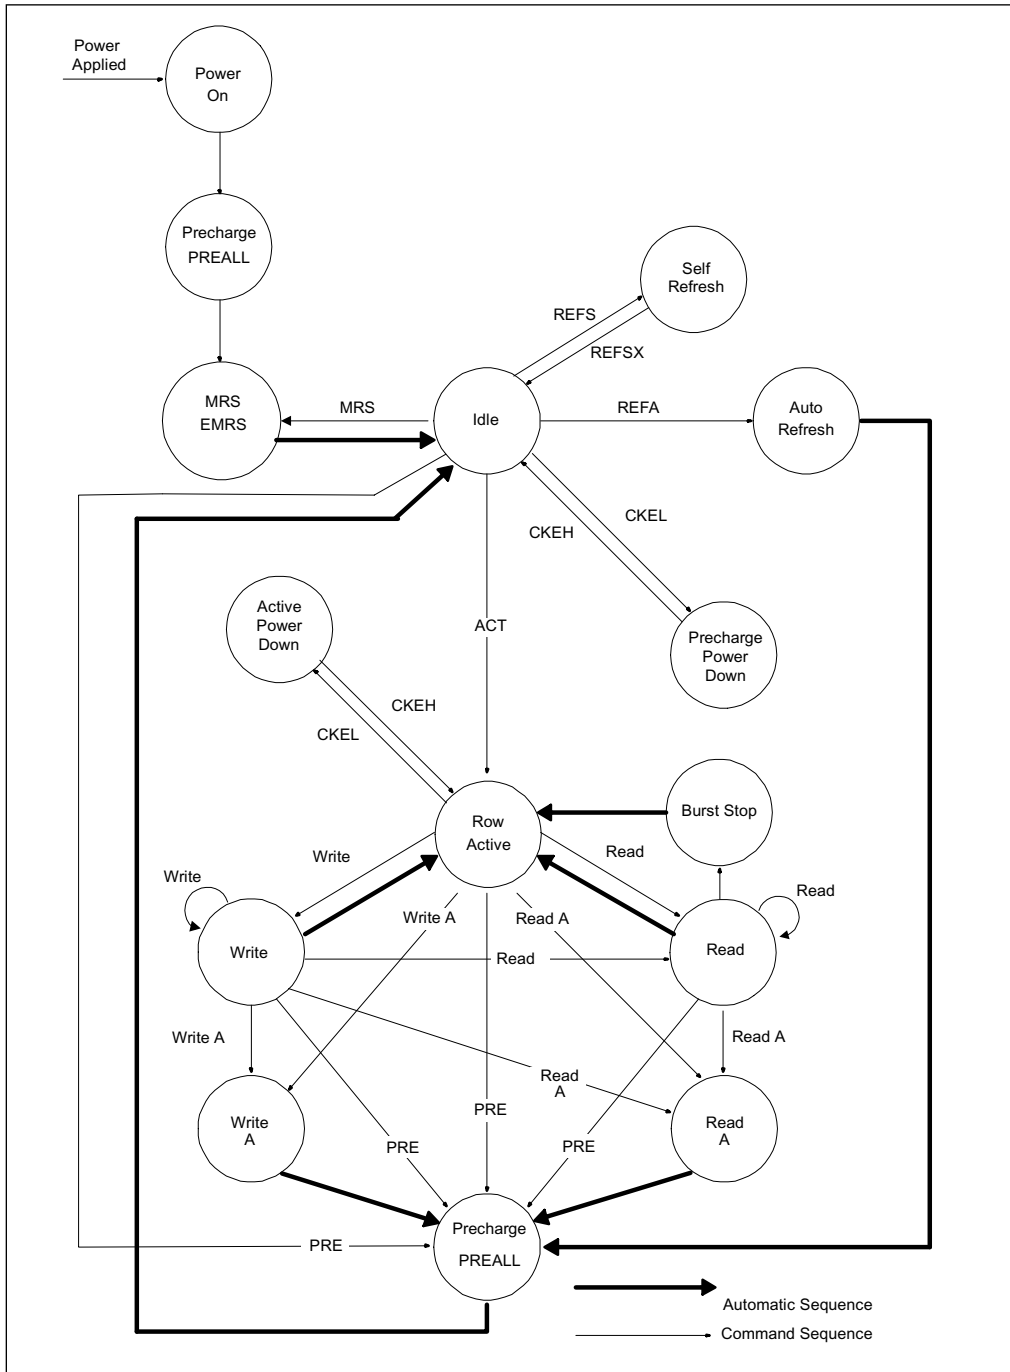 Power
Applied
Power
On
Precharge
PREALL
Self
Refresh
REFS
REFSX
MRS
EMRS
MRS
Idle
REFA
Auto
Refresh
CKEL
CKEH
Active
Power
Down
ACT
Precharge
Power
Down
CKEH
CKEL
Burst Stop
Row
Active
Write
Read
Write
Read
Write A
Read A
Write
Read
Read
Write A
Read A
Read
A
Write
A
PRE
Read
A
PRE
PRE
Precharge
PREALL
PRE
Automatic Sequence
Command Sequence